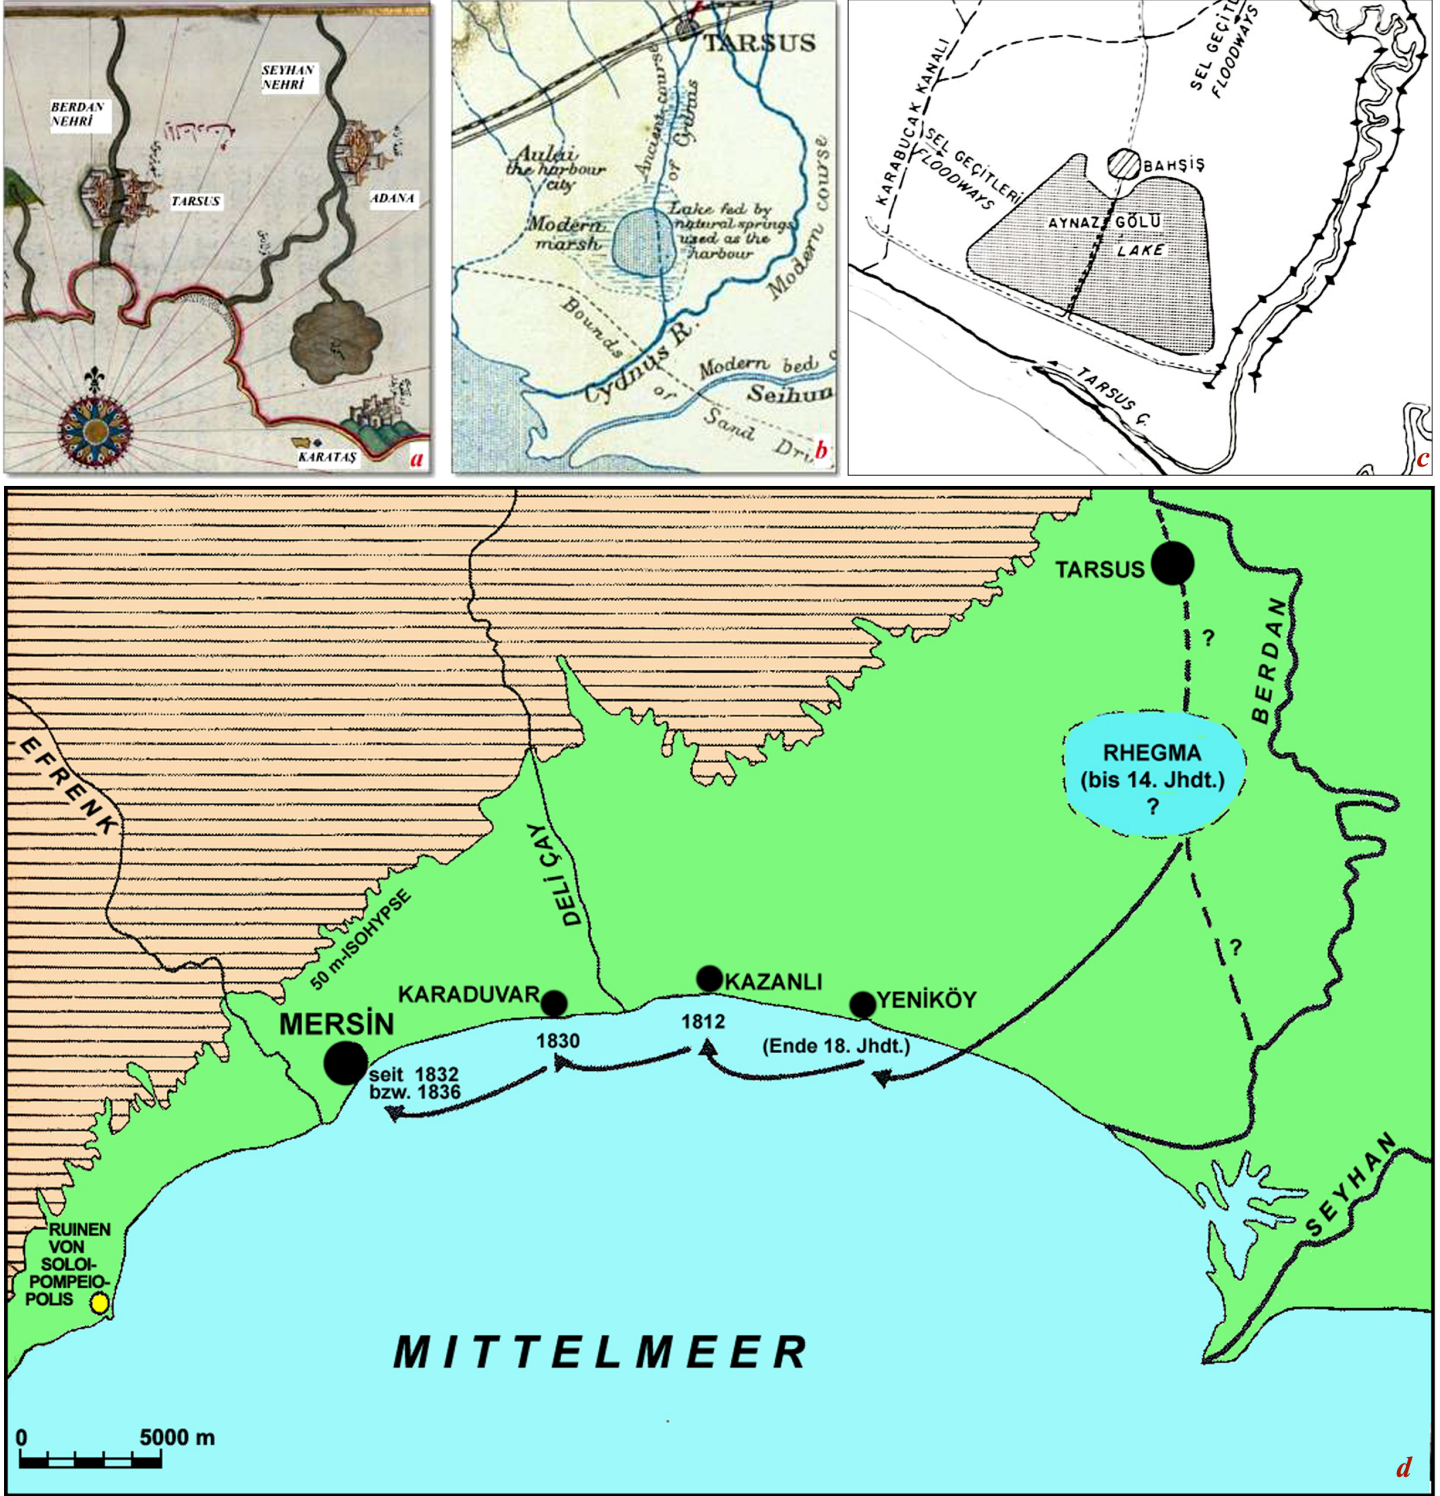 BERDAN
NEHRİ
SEYHAN
NEHRİ
TARSUS
ADANA
KARATAŞ
a
TARSUS
Ancient course
of Cydnus
Aulai
the harbour
city
Modern
marsh
Lake fed by
natural springs
used as the
harbour
Modern course
Bounds
or
Sand
Cydnus R.
Modern bed
Seihun
b
KARABUCAK KANALI
SEL GEÇİTLERİ
FLOODWAYS
FLOODWAYS
BAHŞİŞ
AYNAZ GÖLÜ
LAKE
TARSUS Ç.
c
TARSUS
?
BERDAN
RHEGMA
(bis 14. Jhdt.)
?
?
EFRENK
DELİÇAY
50 m-ISOHYPSE
KARADUVAR
1830
KAZANLI
1812
YENİKÖY
(Ende 18. Jhdt.)
MERSİN
seit 1832
bzw. 1836
SEYHAN
RUINEN
VON
SOLOI-
POMPEIO-
POLIS
MITTELMEER
0 5000 m
d